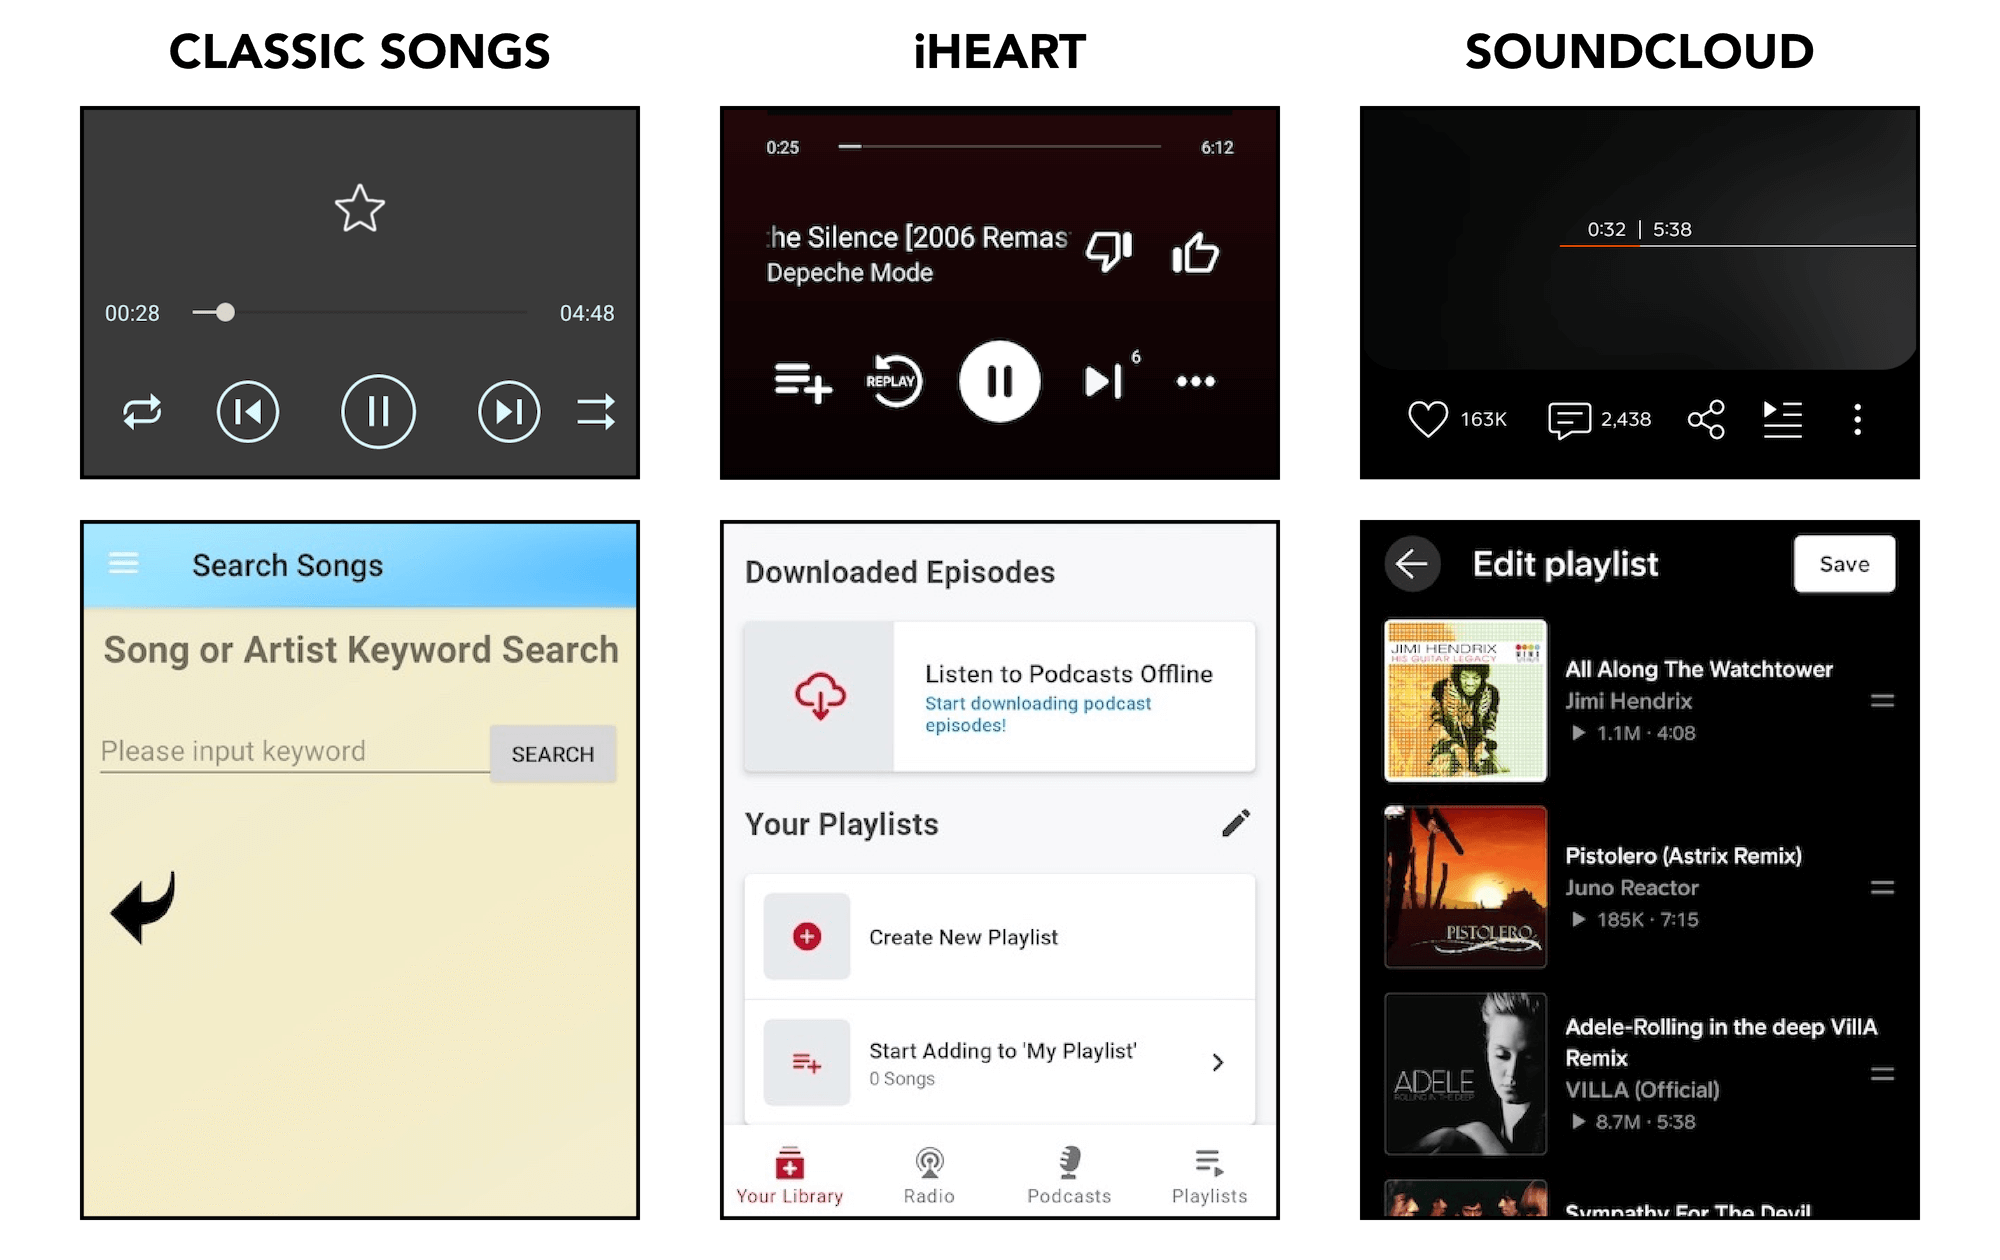 CLASSIC SONGS
iHEART
SOUNDCLOUD
00:28
04:48
0:25
6:12
he Silence [2006 Remas
Depeche Mode
REPLAY
6
0:32 | 5:38
163K
2,438
Search Songs
Song or Artist Keyword Search
Please input keyword
SEARCH
Downloaded Episodes
Listen to Podcasts Offline
Start downloading podcast
episodes!
Your Playlists
Create New Playlist
Start Adding to 'My Playlist'
0 Songs
Your Library
Radio
Podcasts
Playlists
Edit playlist
Save
JIMI HENDRIX
HIS GUITAR LEGACY
All Along The Watchtower
Jimi Hendrix
1.1M · 4:08
PISTOLERO
Pistolero (Astrix Remix)
Juno Reactor
185K · 7:15
ADELE
ROLLING IN THE DEEP
Adele-Rolling in the deep VillA
Remix
VILLA (Official)
8.7M · 5:38
Sympathy For The Devil